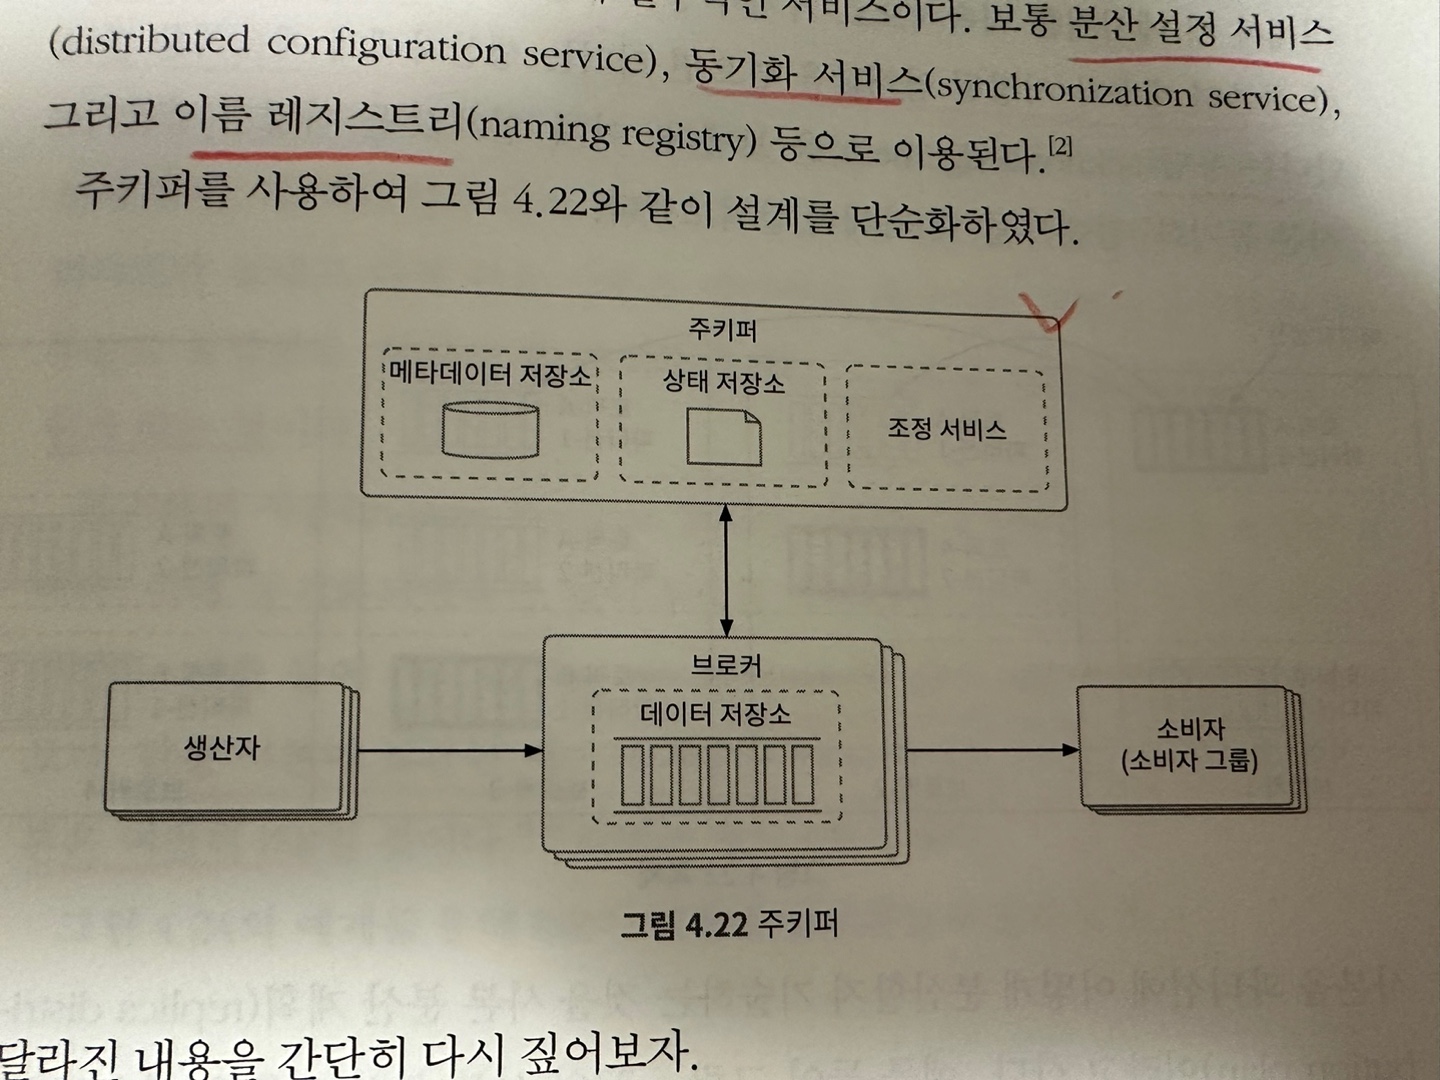 서비스이다. 보통 분산 설정 서비스
(distributed configuration service), 동기화 서비스(synchronization service),
그리고 이름 레지스트리(naming registry) 등으로 이용된다.[2]
주키퍼를 사용하여 그림 4.22와 같이 설계를 단순화하였다.
주키퍼
메타데이터 저장소
상태 저장소
조정 서비스
브로커
데이터 저장소
생산자
소비자
(소비자 그룹)
그림 4.22 주키퍼
달라진 내용을 간단히 다시 짚어보자.